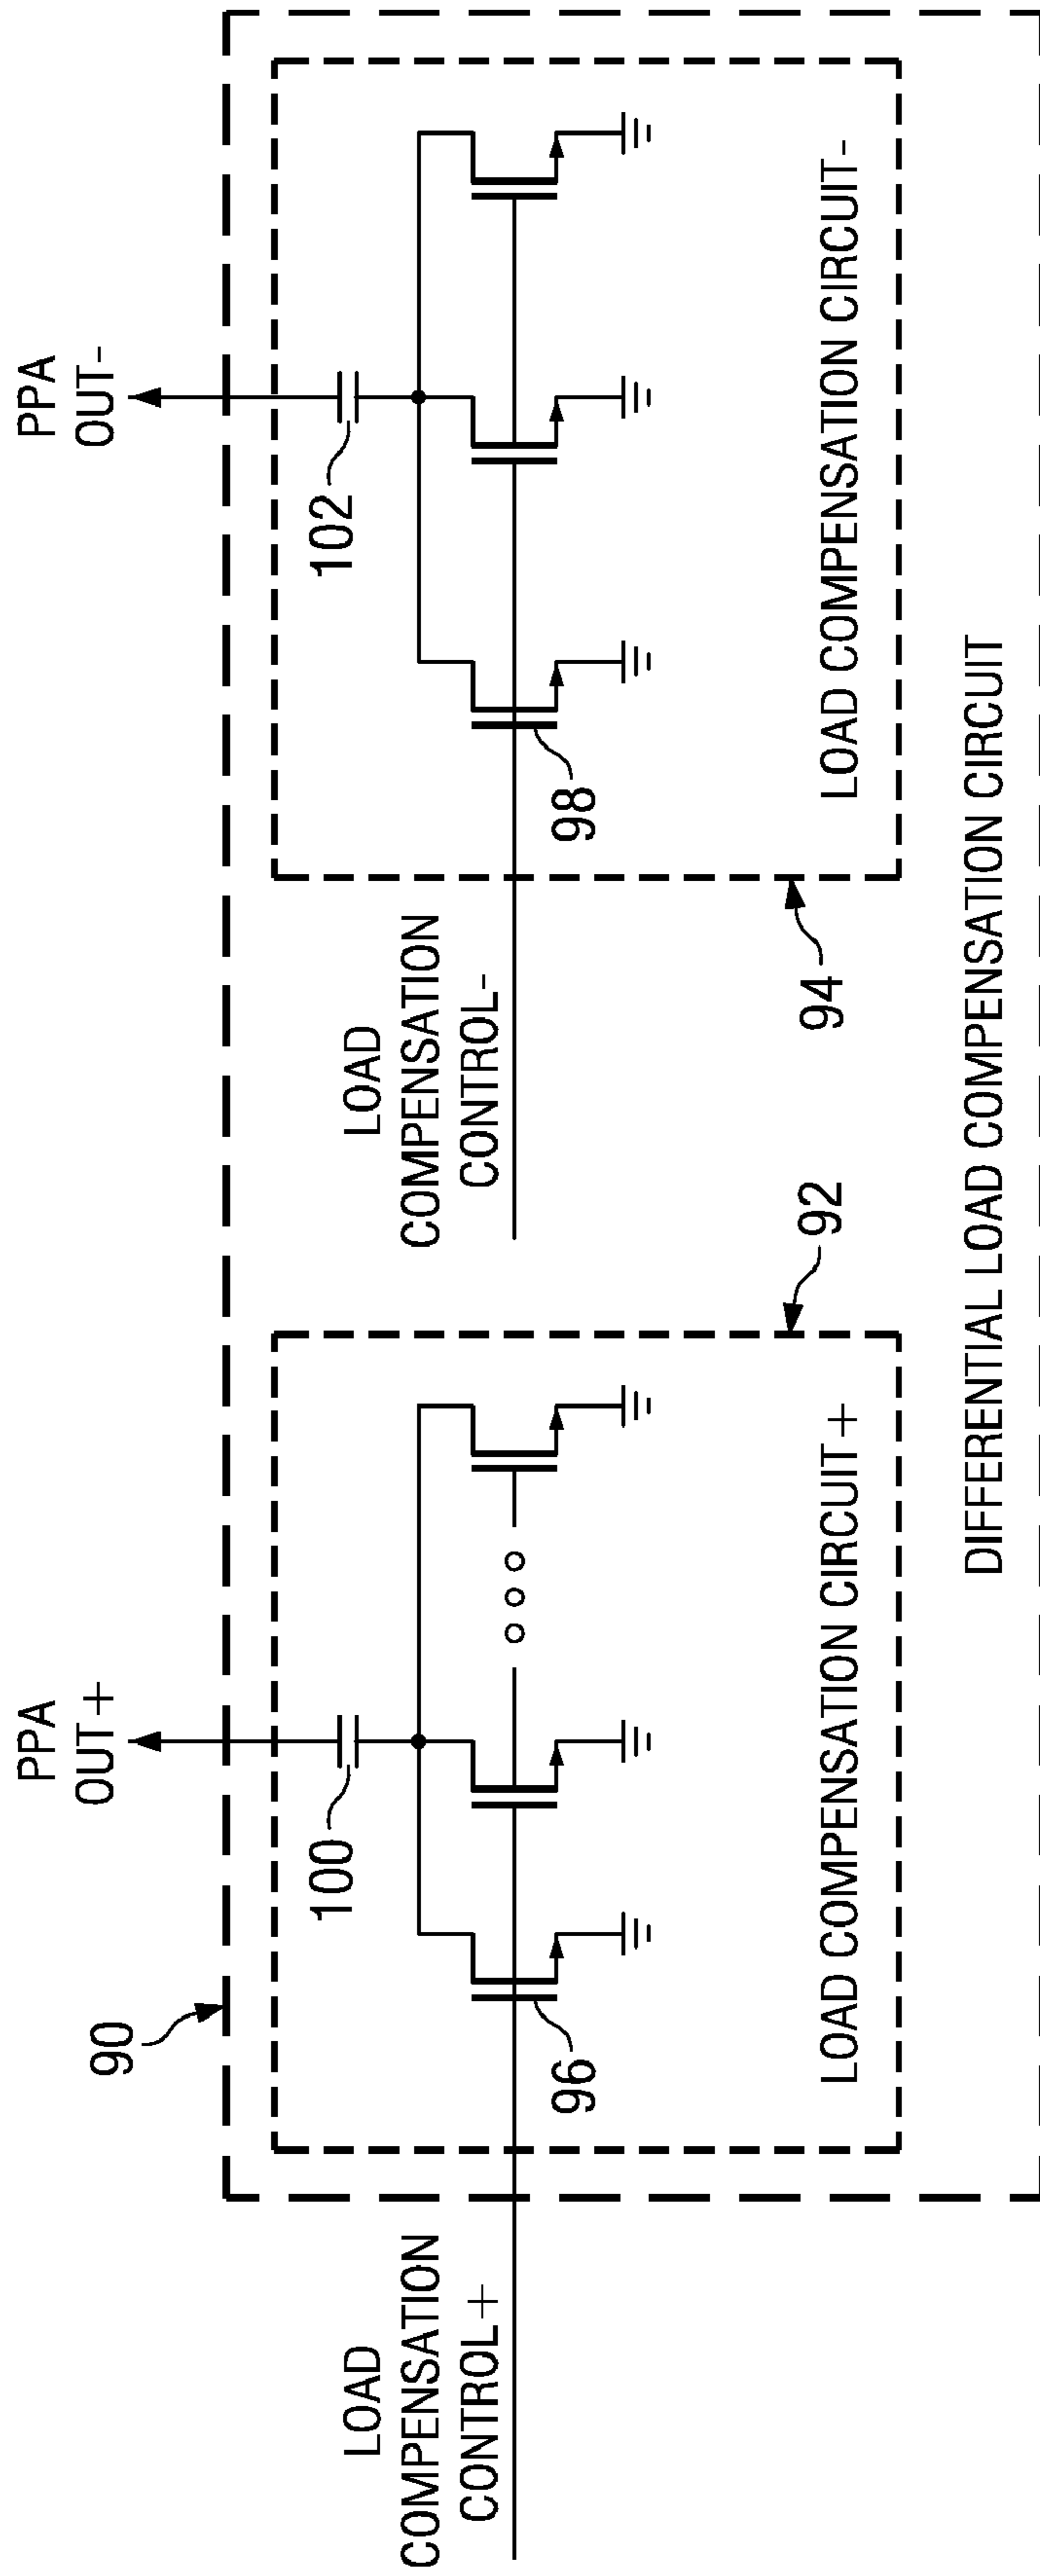 PPA
OUT+
PPA
OUT-
90
100
102
LOAD
COMPENSATION
CONTROL+
LOAD
COMPENSATION
CONTROL-
96
98
92
94
LOAD COMPENSATION CIRCUIT+
LOAD COMPENSATION CIRCUIT-
DIFFERENTIAL LOAD COMPENSATION CIRCUIT